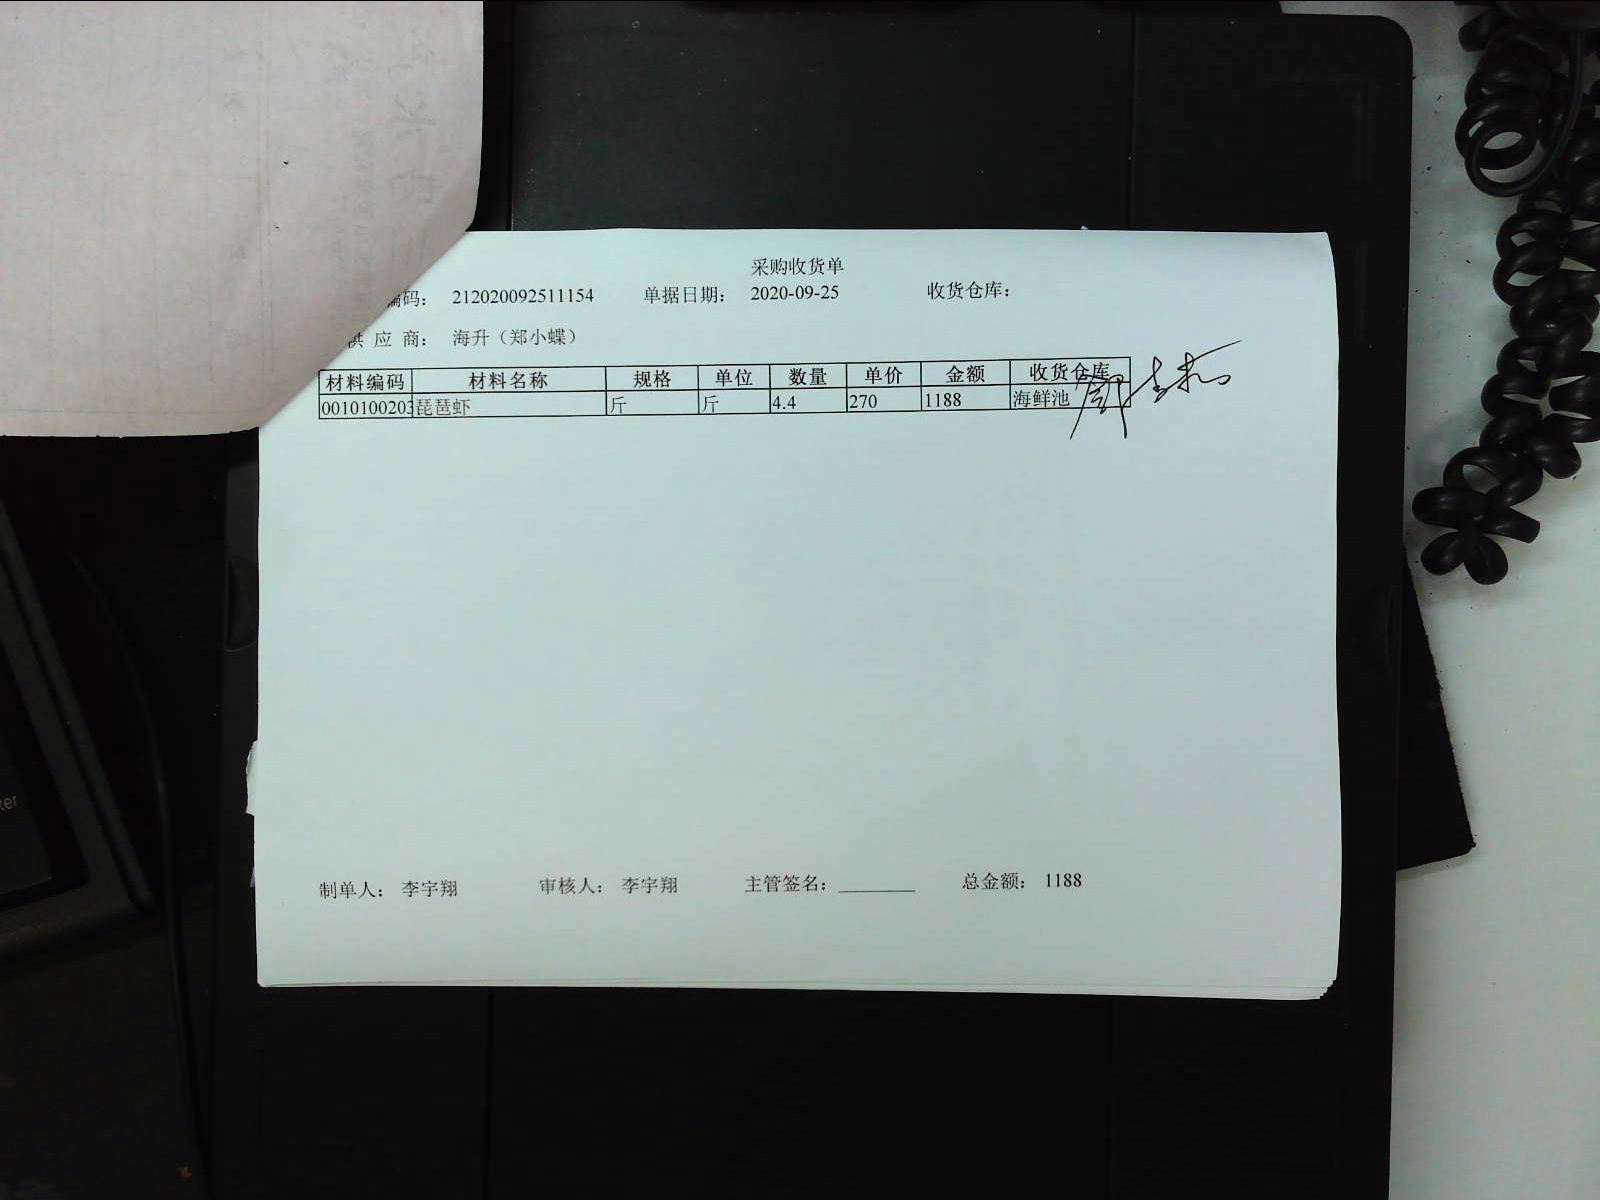 采购收货单
编码: 212020092511154 单据日期: 2020-09-25 收货仓库:
供 应 商: 海升（郑小蝶）
材料编码 材料名称 规格 单位 数量 单价 金额 收货仓库
0010100203 琵琶虾 斤 斤 4.4 270 1188 海鲜池
制单人: 李宇翔 审核人: 李宇翔 主管签名: ________ 总金额: 1188
ter